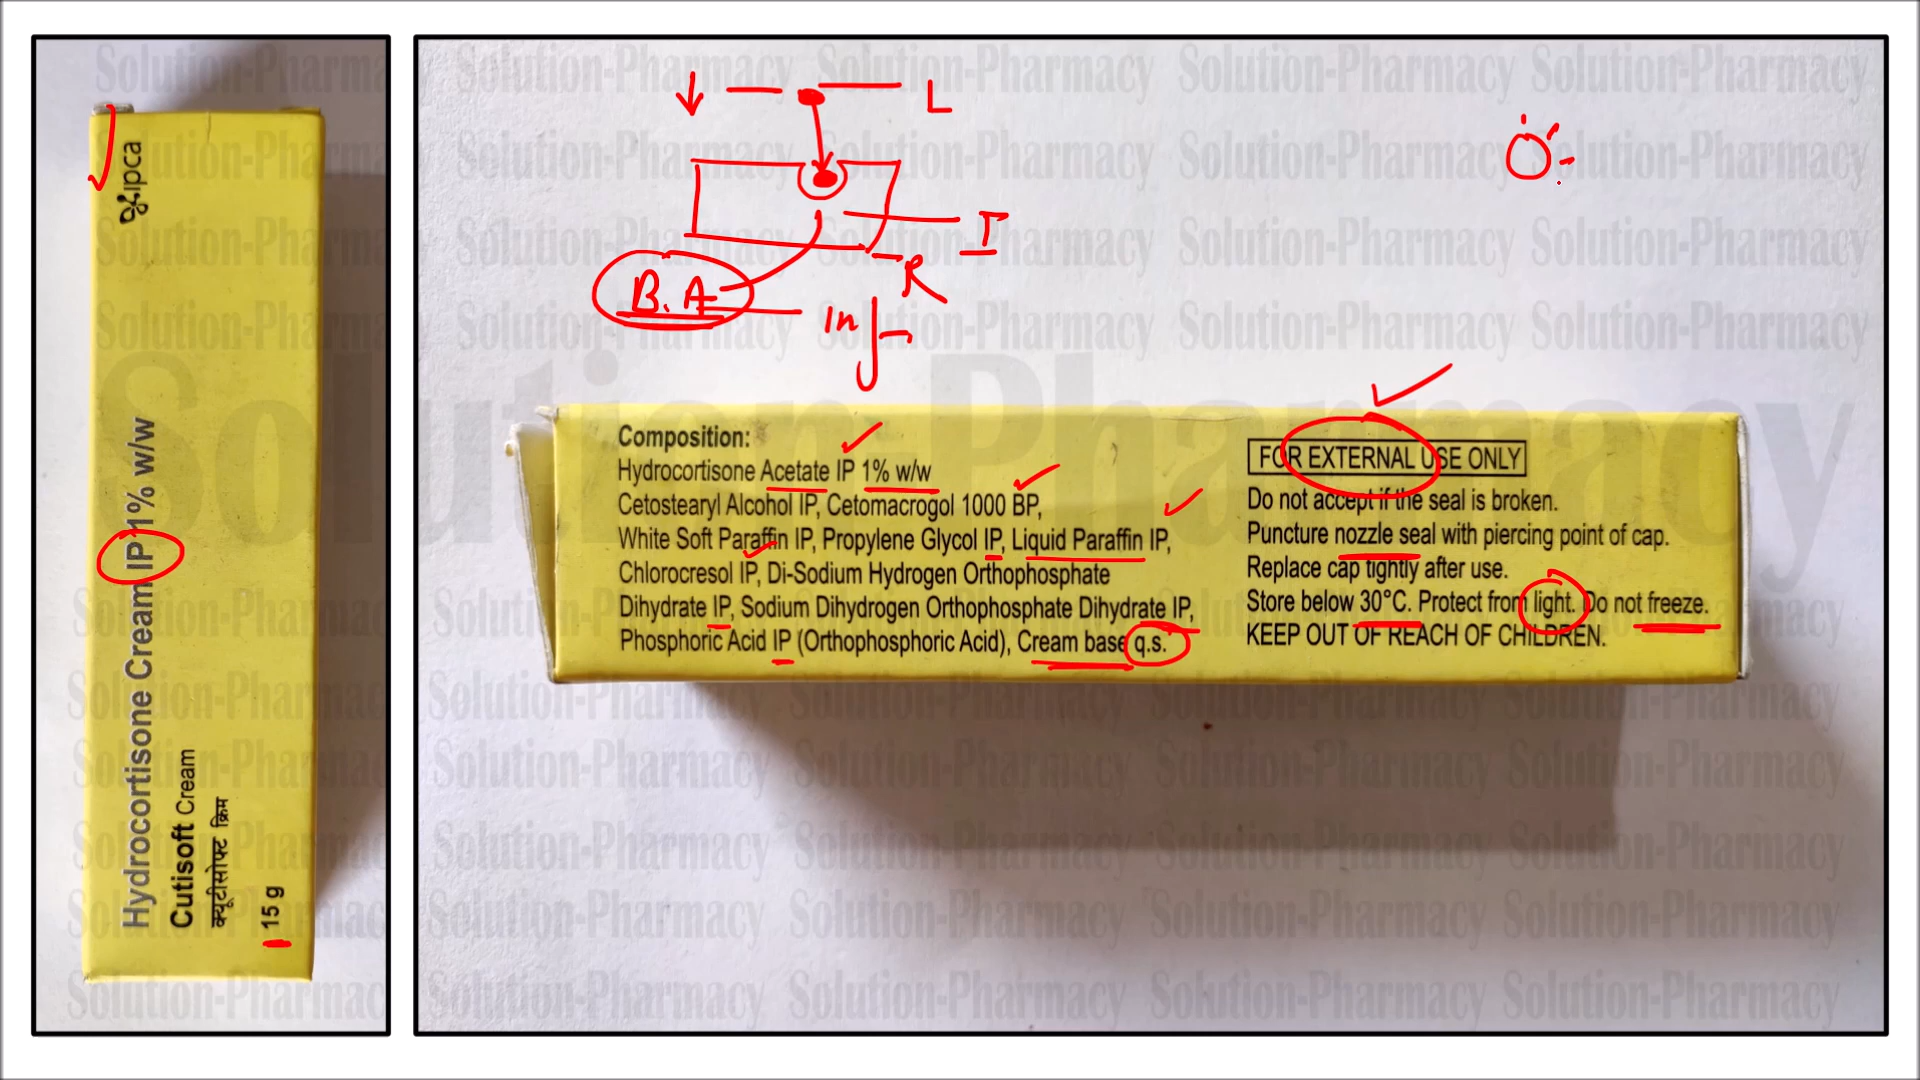 ipca
Hydrocortisone Cream IP 1% w/w
Cutisoft Cream
क्यूटीसोफ्ट क्रिम
15 g
L
I
R
B.A
Inf
Composition:
Hydrocortisone Acetate IP 1% w/w
Cetostearyl Alcohol IP, Cetomacrogol 1000 BP,
White Soft Paraffin IP, Propylene Glycol IP, Liquid Paraffin IP,
Chlorocresol IP, Di-Sodium Hydrogen Orthophosphate
Dihydrate IP, Sodium Dihydrogen Orthophosphate Dihydrate IP,
Phosphoric Acid IP (Orthophosphoric Acid), Cream base q.s.
FOR EXTERNAL USE ONLY
Do not accept if the seal is broken.
Puncture nozzle seal with piercing point of cap.
Replace cap tightly after use.
Store below 30°C. Protect from light. Do not freeze.
KEEP OUT OF REACH OF CHILDREN.
Solution-Pharmacy